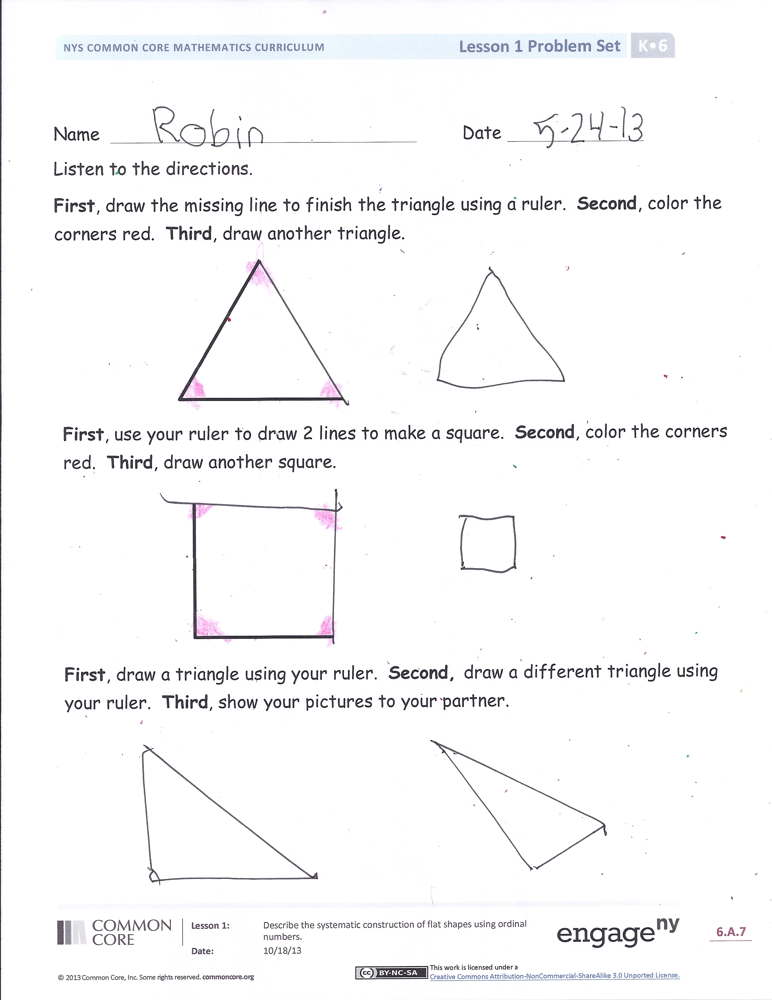 NYS COMMON CORE MATHEMATICS CURRICULUM Lesson 1 Problem Set K•6
Name Robin Date 5-24-13
Listen to the directions.
First, draw the missing line to finish the triangle using a ruler. Second, color the
corners red. Third, draw another triangle.
First, use your ruler to draw 2 lines to make a square. Second, color the corners
red. Third, draw another square.
First, draw a triangle using your ruler. Second, draw a different triangle using
your ruler. Third, show your pictures to your partner.
COMMON
CORE
Lesson 1: Describe the systematic construction of flat shapes using ordinal
numbers.
Date: 10/18/13
engage ny
6.A.7
© 2013 Common Core, Inc. Some rights reserved. commoncore.org
cc BY-NC-SA
This work is licensed under a
Creative Commons Attribution-NonCommercial-ShareAlike 3.0 Unported License.